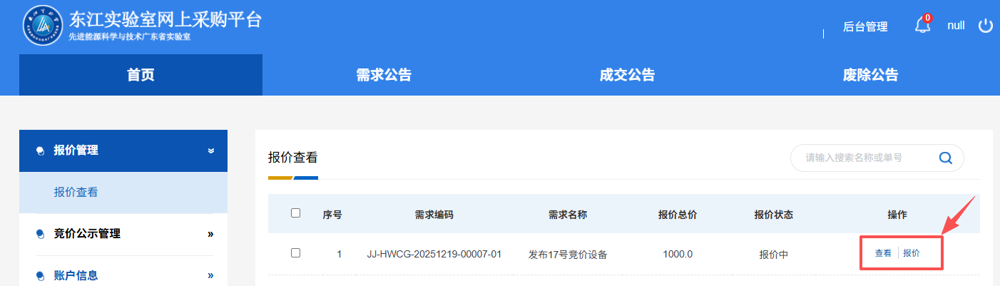 东江实验室网上采购平台
先进能源科学与技术广东省实验室
后台管理 0 null
首页 需求公告 成交公告 废除公告
报价管理
报价查看
竞价公示管理 »
账户信息 »
报价查看 请输入搜索名称或单号
序号 需求编码 需求名称 报价总价 报价状态 操作
1 JJ-HWCG-20251219-00007-01 发布17号竞价设备 1000.0 报价中 查看 报价